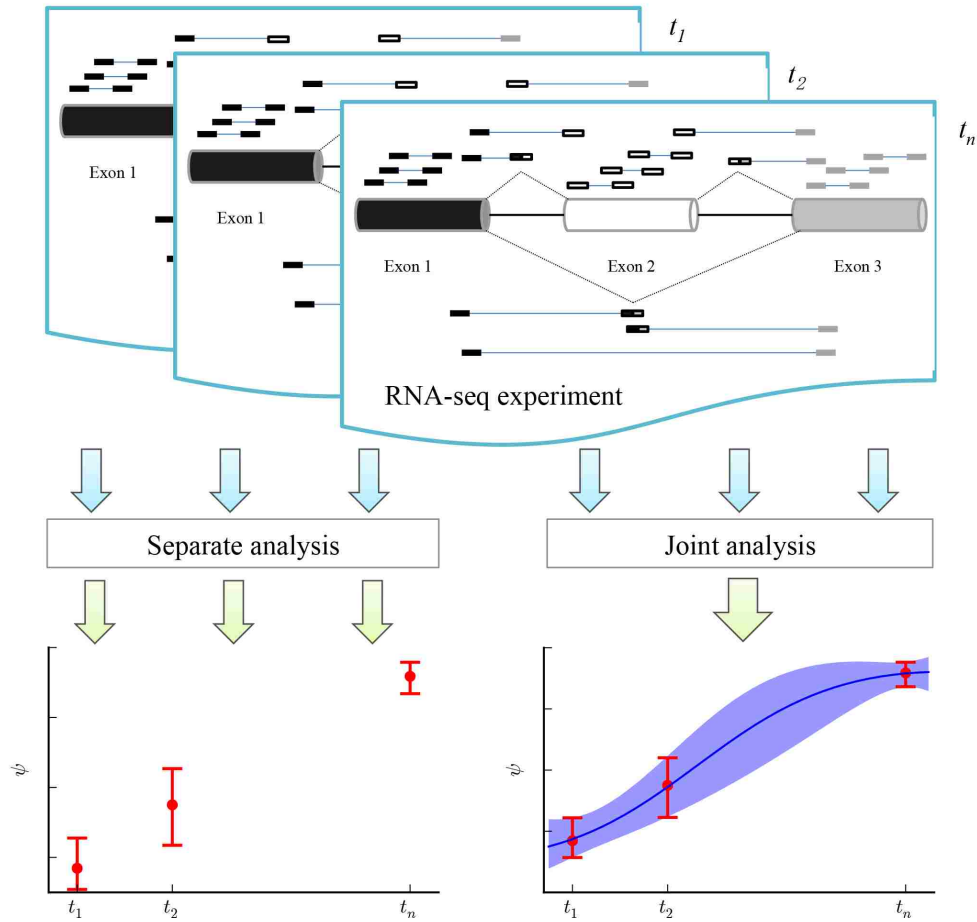 t1
t2
tn
Exon 1
Exon 1
Exon 1
Exon 2
Exon 3
RNA-seq experiment
Separate analysis
Joint analysis
ψ
t1
t2
tn
ψ
t1
t2
tn